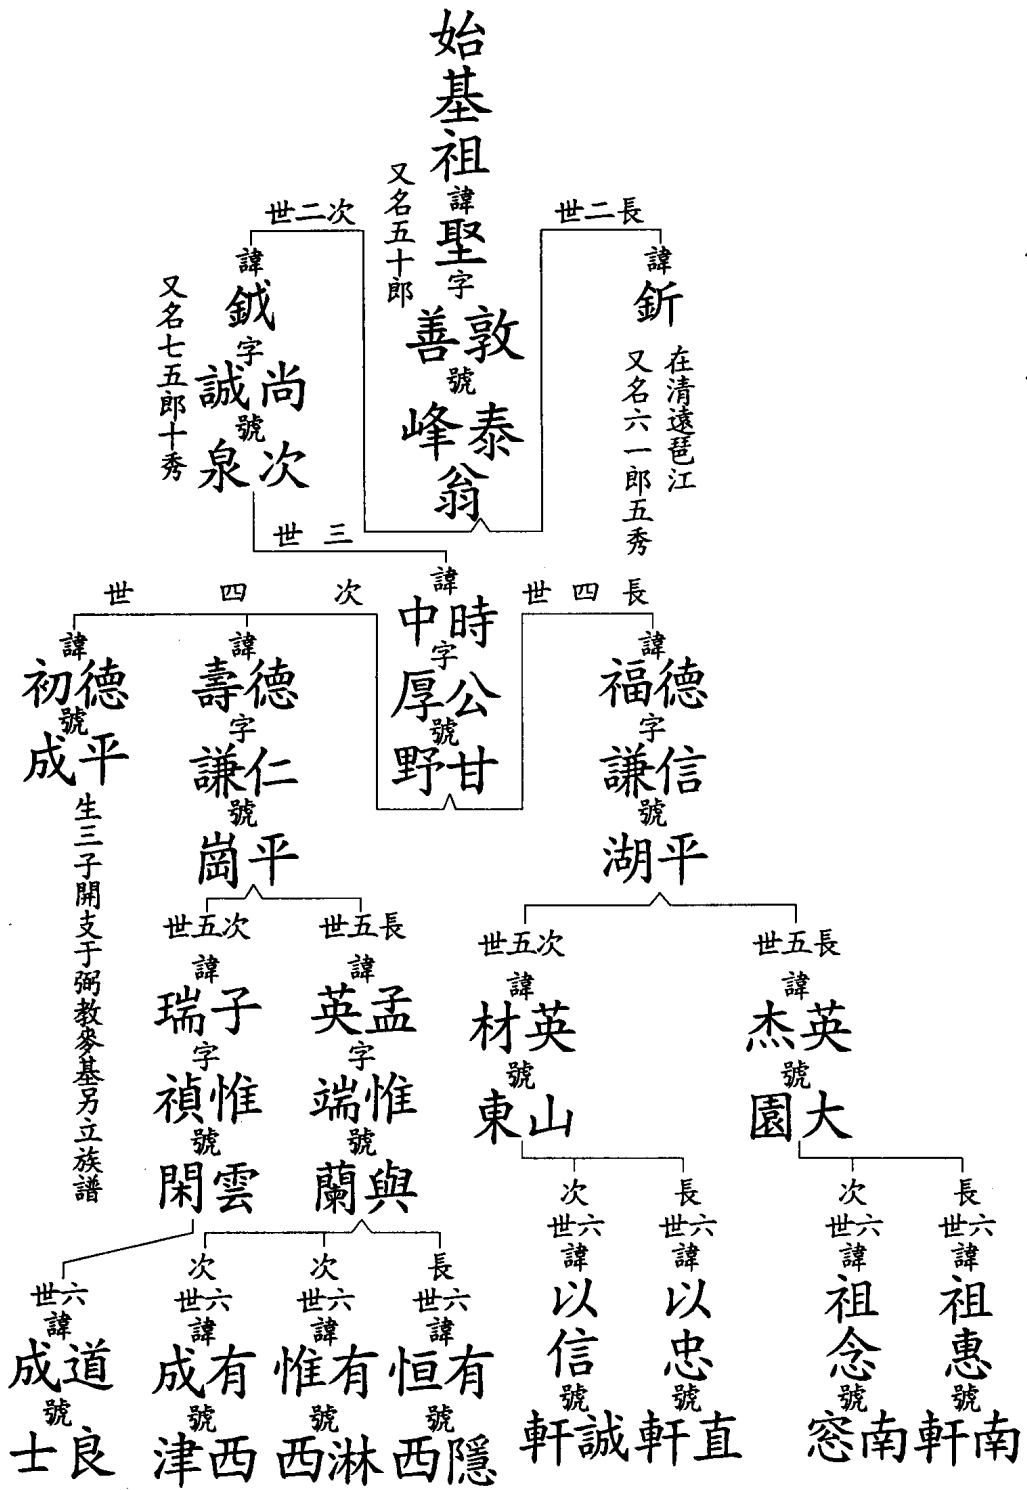 始基祖諱埾字敦善號泰峰翁
又名五十郎
長二世
諱釿
在清遠琶江
又名六一郎五秀
次二世
諱鉞字尚誠號次泉
又名七五郎十秀
三世
諱時中字公厚號甘野
長四世
諱德福字信謙號平湖
次四世
諱德壽字仁謙號平崗
諱德初號平成
生三子開支于弼教麥基另立族譜
長五世
諱英杰號大園
次五世
諱英材號山東
長五世
諱孟英字惟端號與蘭
次五世
諱子瑞字惟禎號雲閑
長六世
諱祖惠號南軒
次六世
諱祖念號南窓
長六世
諱以忠號直軒
次六世
諱以信號誠軒
長六世
諱有恒號隱西
次六世
諱有惟號淋西
次六世
諱有成號西津
六世
諱道成號良士